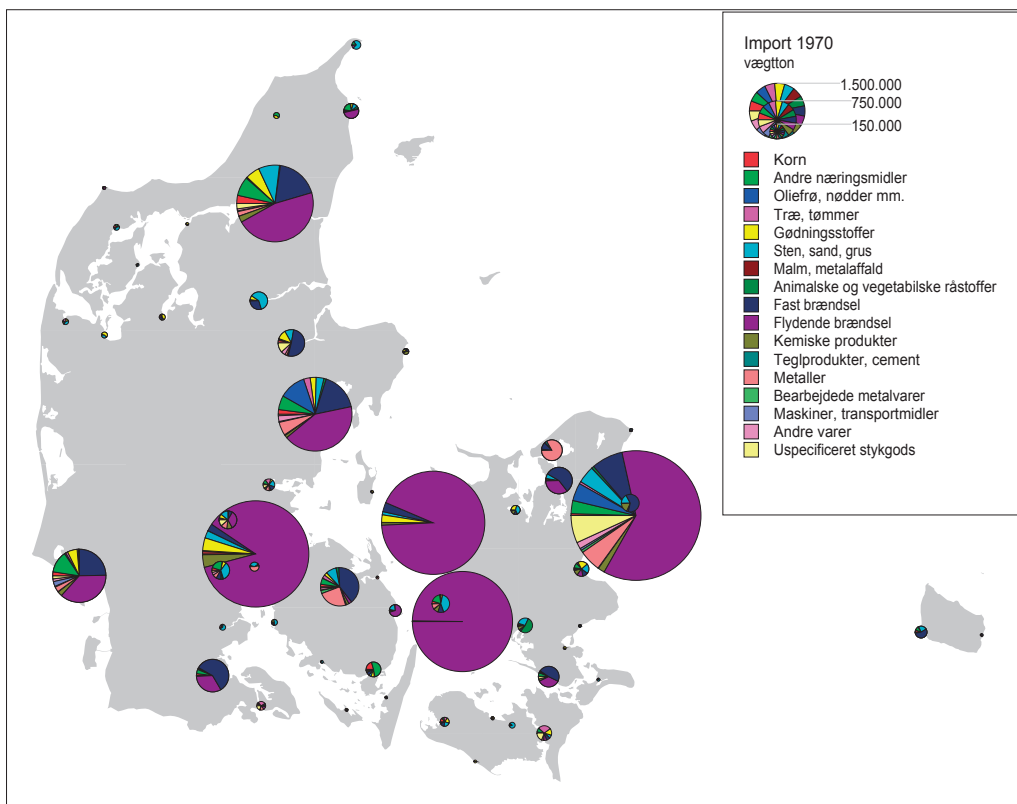 Import 1970
vægtton
1.500.000
750.000
150.000
Korn
Andre næringsmidler
Oliefrø, nødder mm.
Træ, tømmer
Gødningsstoffer
Sten, sand, grus
Malm, metalaffald
Animalske og vegetabilske råstoffer
Fast brændsel
Flydende brændsel
Kemiske produkter
Teglprodukter, cement
Metaller
Bearbejdede metalvarer
Maskiner, transportmidler
Andre varer
Uspecificeret stykgods